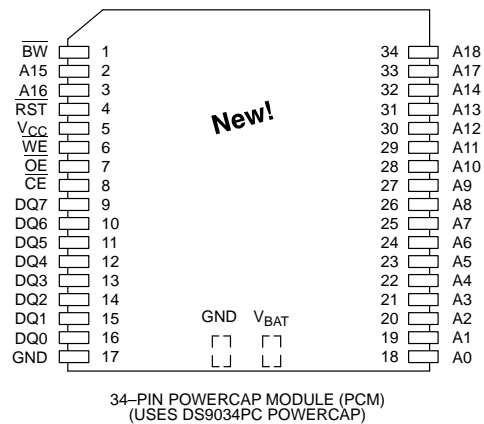 BW 1 34 A18
A15 2 33 A17
A16 3 32 A14
RST 4 31 A13
VCC 5 30 A12
WE 6 29 A11
OE 7 28 A10
CE 8 27 A9
DQ7 9 26 A8
DQ6 10 25 A7
DQ5 11 24 A6
DQ4 12 23 A5
DQ3 13 22 A4
DQ2 14 21 A3
DQ1 15 20 A2
DQ0 16 19 A1
GND 17 18 A0
New!
GND VBAT
34–PIN POWERCAP MODULE (PCM)
(USES DS9034PC POWERCAP)